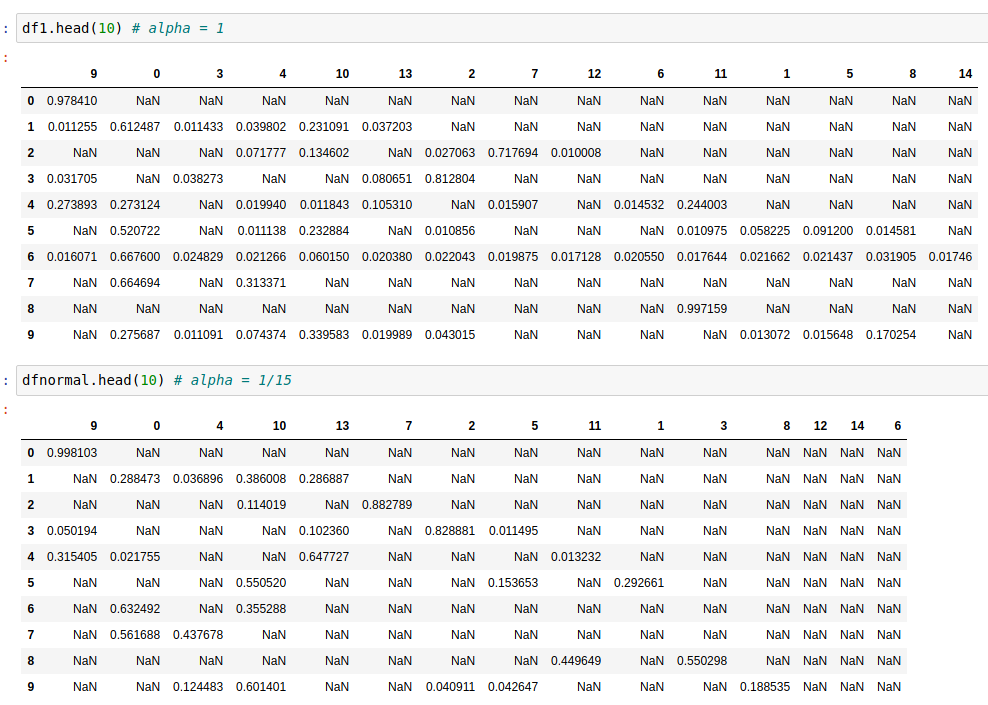 : df1.head(10) # alpha = 1
:
9 0 3 4 10 13 2 7 12 6 11 1 5 8 14
0 0.978410 NaN NaN NaN NaN NaN NaN NaN NaN NaN NaN NaN NaN NaN NaN
1 0.011255 0.612487 0.011433 0.039802 0.231091 0.037203 NaN NaN NaN NaN NaN NaN NaN NaN NaN
2 NaN NaN NaN 0.071777 0.134602 NaN 0.027063 0.717694 0.010008 NaN NaN NaN NaN NaN NaN
3 0.031705 NaN 0.038273 NaN NaN 0.080651 0.812804 NaN NaN NaN NaN NaN NaN NaN NaN
4 0.273893 0.273124 NaN 0.019940 0.011843 0.105310 NaN 0.015907 NaN 0.014532 0.244003 NaN NaN NaN NaN
5 NaN 0.520722 NaN 0.011138 0.232884 NaN 0.010856 NaN NaN NaN 0.010975 0.058225 0.091200 0.014581 NaN
6 0.016071 0.667600 0.024829 0.021266 0.060150 0.020380 0.022043 0.019875 0.017128 0.020550 0.017644 0.021662 0.021437 0.031905 0.01746
7 NaN 0.664694 NaN 0.313371 NaN NaN NaN NaN NaN NaN NaN NaN NaN NaN NaN
8 NaN NaN NaN NaN NaN NaN NaN NaN NaN NaN 0.997159 NaN NaN NaN NaN
9 NaN 0.275687 0.011091 0.074374 0.339583 0.019989 0.043015 NaN NaN NaN NaN 0.013072 0.015648 0.170254 NaN
: dfnormal.head(10) # alpha = 1/15
:
9 0 4 10 13 7 2 5 11 1 3 8 12 14 6
0 0.998103 NaN NaN NaN NaN NaN NaN NaN NaN NaN NaN NaN NaN NaN NaN
1 NaN 0.288473 0.036896 0.386008 0.286887 NaN NaN NaN NaN NaN NaN NaN NaN NaN NaN
2 NaN NaN NaN 0.114019 NaN 0.882789 NaN NaN NaN NaN NaN NaN NaN NaN NaN
3 0.050194 NaN NaN NaN 0.102360 NaN 0.828881 0.011495 NaN NaN NaN NaN NaN NaN NaN
4 0.315405 0.021755 NaN NaN 0.647727 NaN NaN NaN 0.013232 NaN NaN NaN NaN NaN NaN
5 NaN NaN NaN 0.550520 NaN NaN NaN 0.153653 NaN 0.292661 NaN NaN NaN NaN NaN
6 NaN 0.632492 NaN 0.355288 NaN NaN NaN NaN NaN NaN NaN NaN NaN NaN NaN
7 NaN 0.561688 0.437678 NaN NaN NaN NaN NaN NaN NaN NaN NaN NaN NaN NaN
8 NaN NaN NaN NaN NaN NaN NaN NaN 0.449649 NaN 0.550298 NaN NaN NaN NaN
9 NaN NaN 0.124483 0.601401 NaN NaN 0.040911 0.042647 NaN NaN NaN 0.188535 NaN NaN NaN